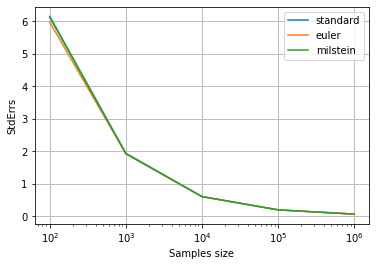 standard
euler
milstein
StdErrs
6
5
4
3
2
1
0
10²
10³
10⁴
10⁵
10⁶
Samples size